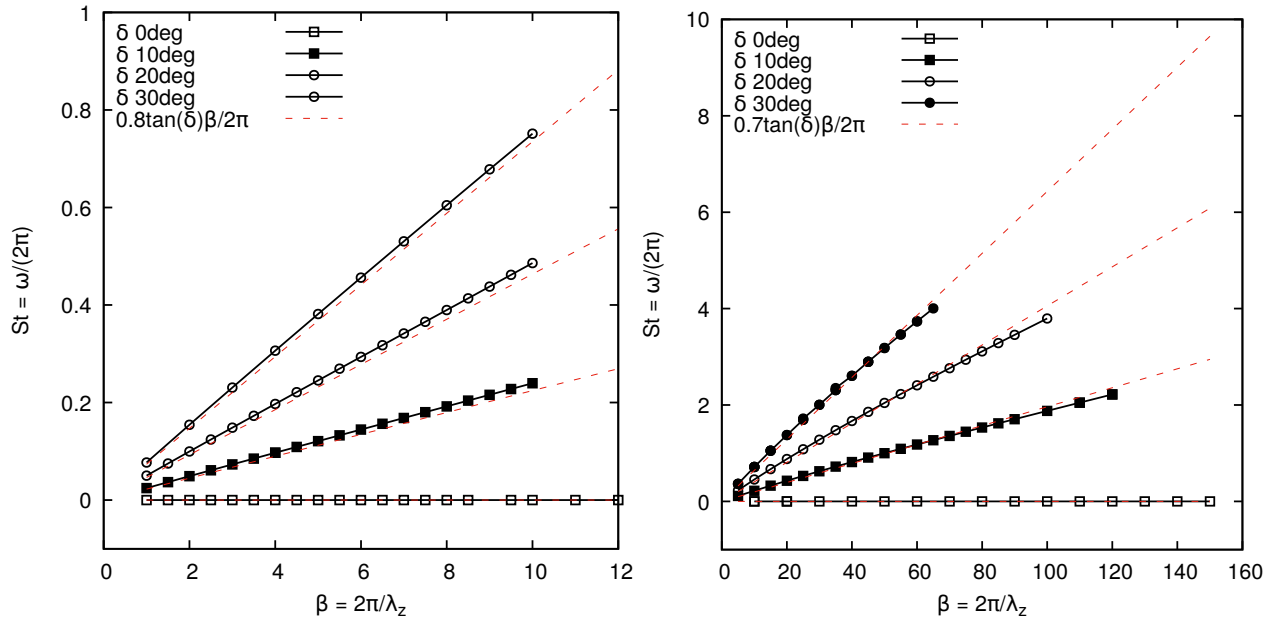 1
0.8
0.6
0.4
0.2
0
0 2 4 6 8 10 12
St = ω/(2π)
β = 2π/λz
δ 0deg
δ 10deg
δ 20deg
δ 30deg
0.8tan(δ)β/2π
10
8
6
4
2
0
0 20 40 60 80 100 120 140 160
St = ω/(2π)
β = 2π/λz
δ 0deg
δ 10deg
δ 20deg
δ 30deg
0.7tan(δ)β/2π